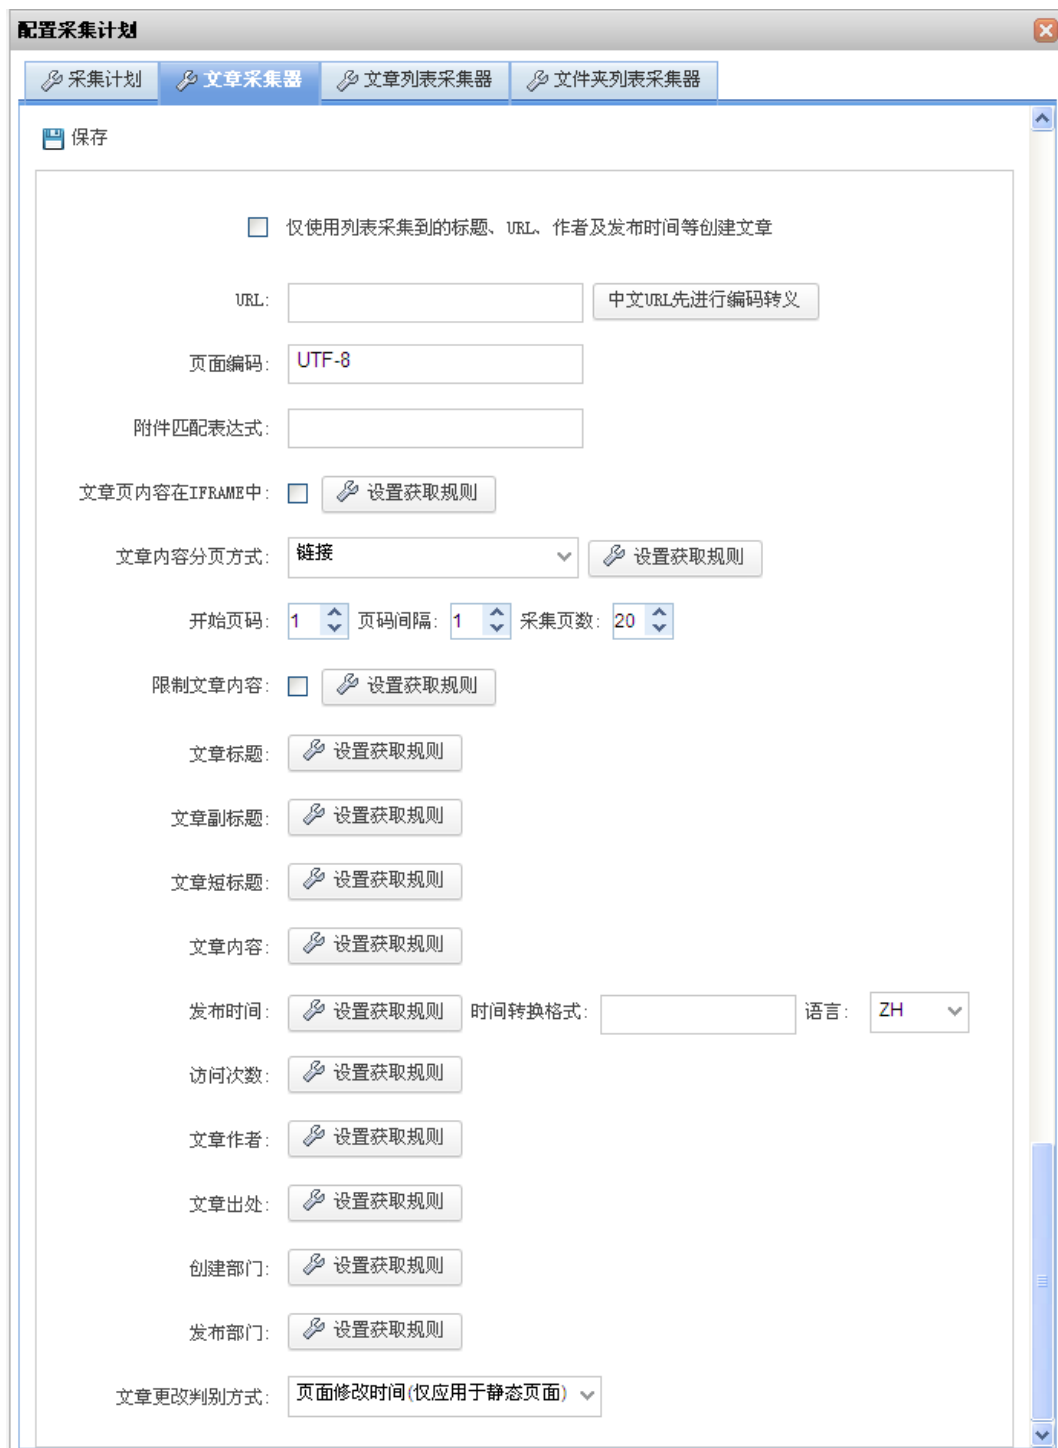 配置采集计划
采集计划 文章采集器 文章列表采集器 文件夹列表采集器
保存
仅使用列表采集到的标题、URL、作者及发布时间等创建文章
URL: 中文URL先进行编码转义
页面编码: UTF-8
附件匹配表达式:
文章页内容在IFRAME中: 设置获取规则
文章内容分页方式: 链接 设置获取规则
开始页码: 1 页码间隔: 1 采集页数: 20
限制文章内容: 设置获取规则
文章标题: 设置获取规则
文章副标题: 设置获取规则
文章短标题: 设置获取规则
文章内容: 设置获取规则
发布时间: 设置获取规则 时间转换格式: 语言: ZH
访问次数: 设置获取规则
文章作者: 设置获取规则
文章出处: 设置获取规则
创建部门: 设置获取规则
发布部门: 设置获取规则
文章更改判别方式: 页面修改时间(仅应用于静态页面)